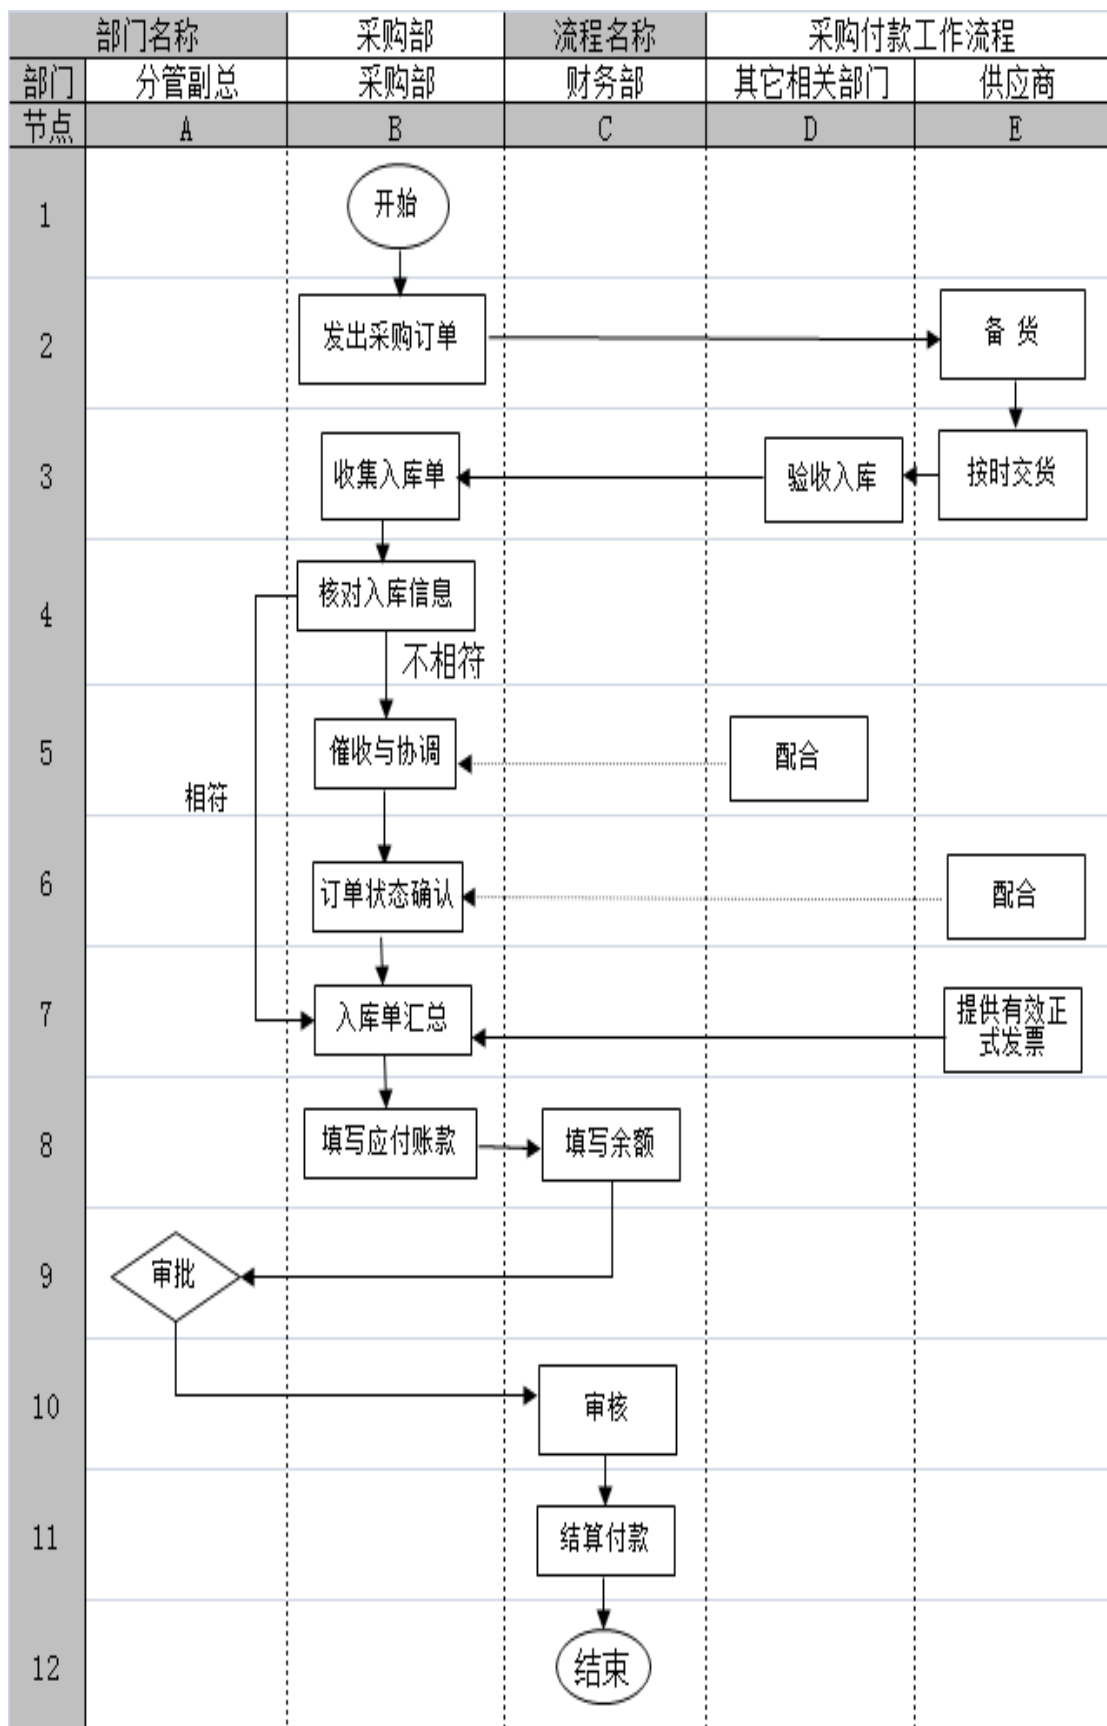 部门名称 采购部 流程名称 采购付款工作流程
部门 分管副总 采购部 财务部 其它相关部门 供应商
节点 A B C D E
1 开始
2 发出采购订单 备 货
3 收集入库单 验收入库 按时交货
4 核对入库信息
不相符
5 催收与协调 配合
相符
6 订单状态确认 配合
7 入库单汇总 提供有效正
式发票
8 填写应付账款 填写余额
9 审批
10 审核
11 结算付款
12 结束